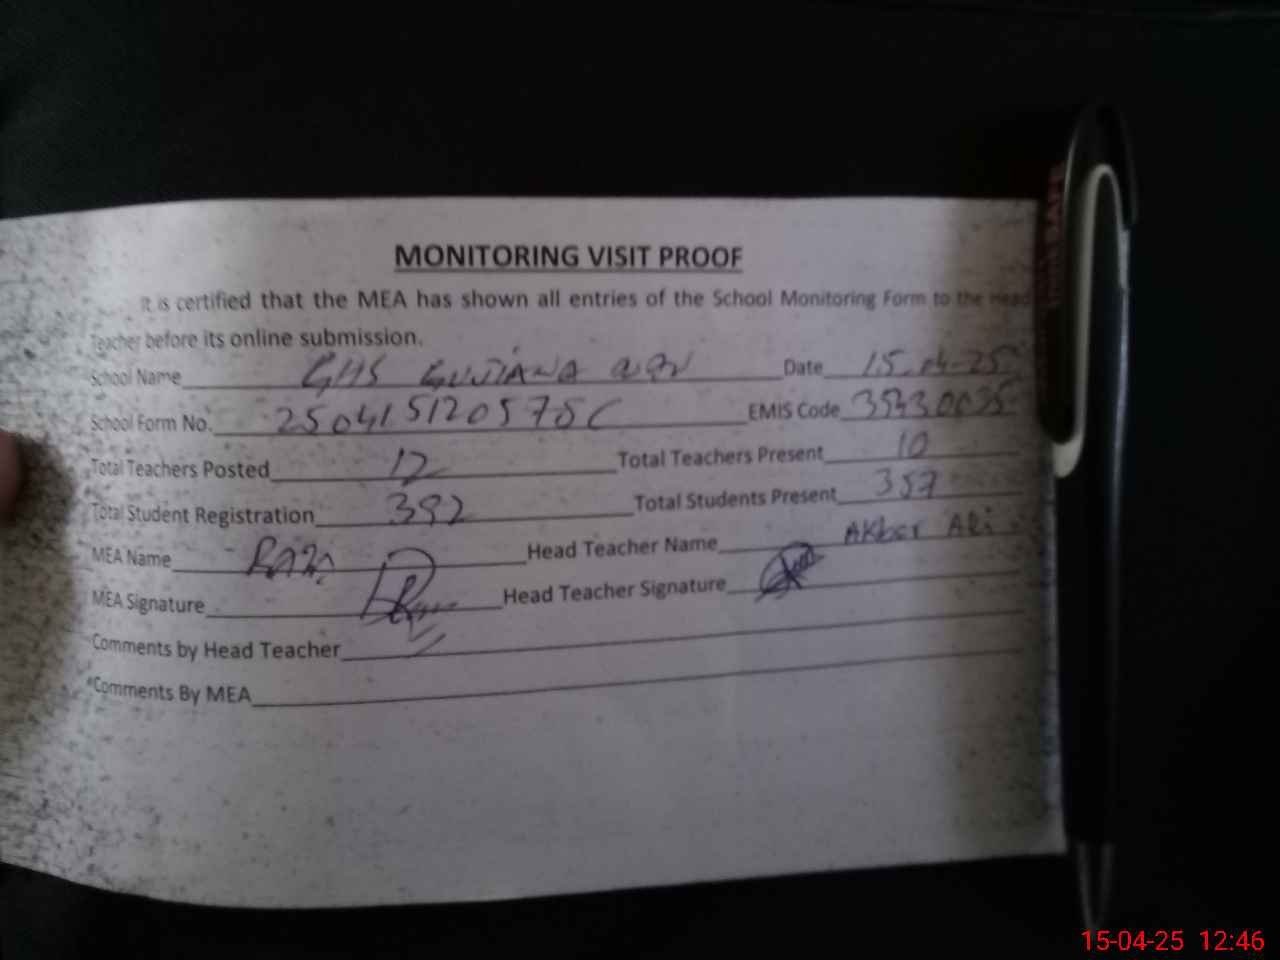 MONITORING VISIT PROOF
It is certified that the MEA has shown all entries of the School Monitoring Form to the Head
Teacher before its online submission.
School Name GHS GUJIANA Date 15-04-25
School Form No. EMIS Code
Total Teachers Posted 12 Total Teachers Present 10
Total Student Registration 392 Total Students Present 357
MEA Name Raza Head Teacher Name Akber Ali
MEA Signature Head Teacher Signature
Comments by Head Teacher
Comments By MEA
15-04-25 12:46